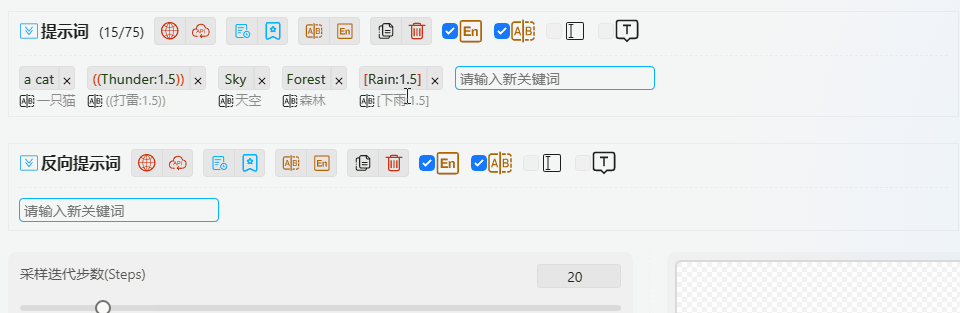 提示词 (15/75) API A B En En A B T
a cat × ((Thunder:1.5)) × Sky × Forest × [Rain:1.5] × 请输入新关键词
AB 一只猫 AB ((打雷:1.5)) AB 天空 AB 森林 AB [下雨:1.5]
反向提示词 API A B En En A B T
请输入新关键词
采样迭代步数(Steps) 20